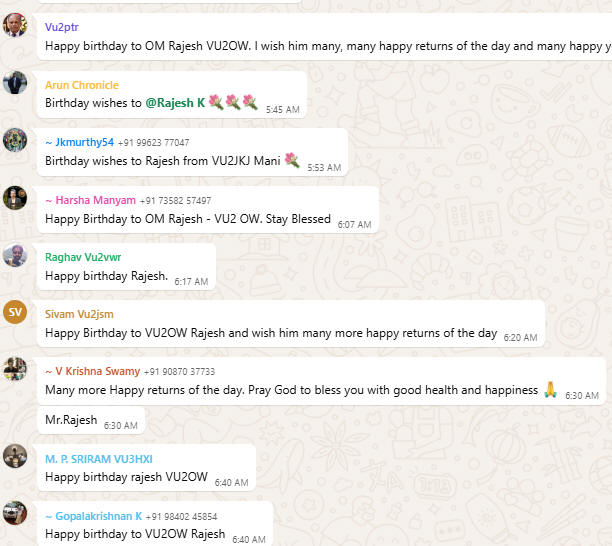 Vu2ptr
Happy birthday to OM Rajesh VU2OW. I wish him many, many happy returns of the day and many happy y
Arun Chronicle
Birthday wishes to @Rajesh K 🌷🌷🌷 5:45 AM
~ Jkmurthy54 +91 99623 77047
Birthday wishes to Rajesh from VU2JKJ Mani 🌷 5:53 AM
~ Harsha Manyam +91 73582 57497
Happy Birthday to OM Rajesh - VU2 OW. Stay Blessed 6:07 AM
Raghav Vu2vwr
Happy birthday Rajesh. 6:17 AM
SV
Sivam Vu2jsm
Happy Birthday to VU2OW Rajesh and wish him many more happy returns of the day 6:20 AM
~ V Krishna Swamy +91 90870 37733
Many more Happy returns of the day. Pray God to bless you with good health and happiness 🙏 6:30 AM
Mr.Rajesh 6:30 AM
M. P. SRIRAM VU3HXI
Happy birthday rajesh VU2OW 6:40 AM
~ Gopalakrishnan K +91 98402 45854
Happy birthday to VU2OW Rajesh 6:40 AM